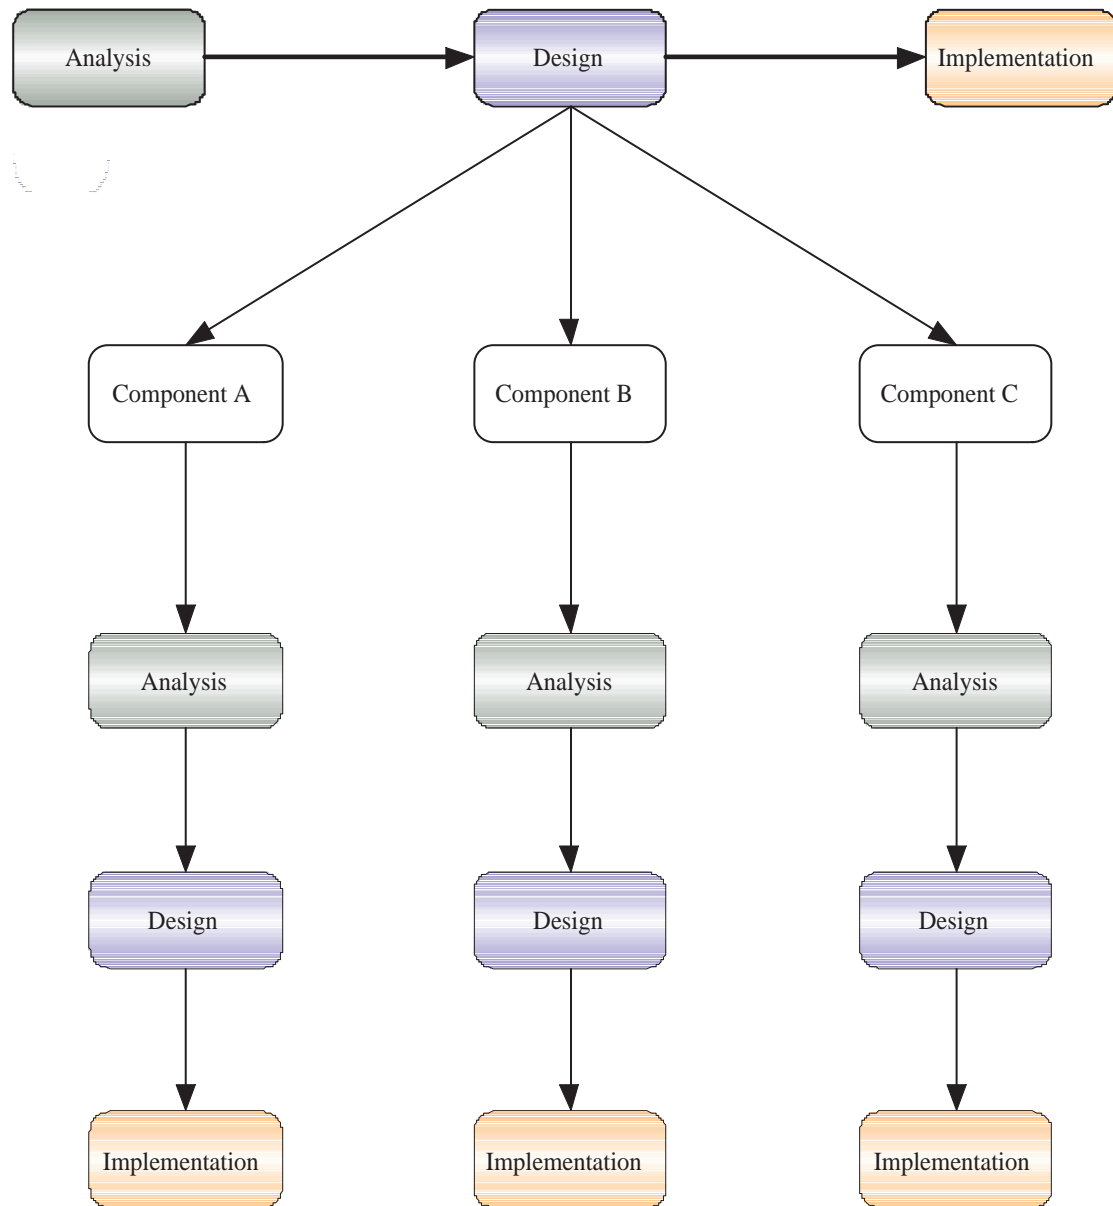 Analysis
Design
Implementation
Component A
Component B
Component C
Analysis
Analysis
Analysis
Design
Design
Design
Implementation
Implementation
Implementation